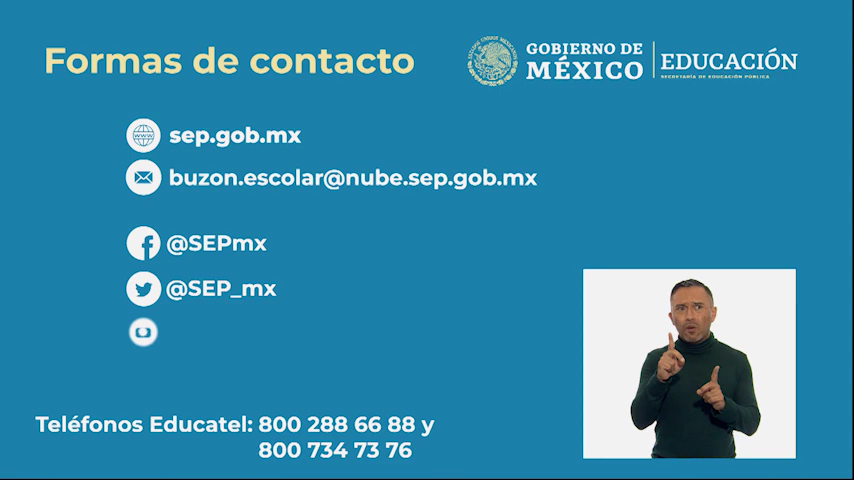 Formas de contacto
GOBIERNO DE
MÉXICO
EDUCACIÓN
SECRETARÍA DE EDUCACIÓN PÚBLICA
www
sep.gob.mx
buzon.escolar@nube.sep.gob.mx
@SEPmx
@SEP_mx
Teléfonos Educatel: 800 288 66 88 y
800 734 73 76